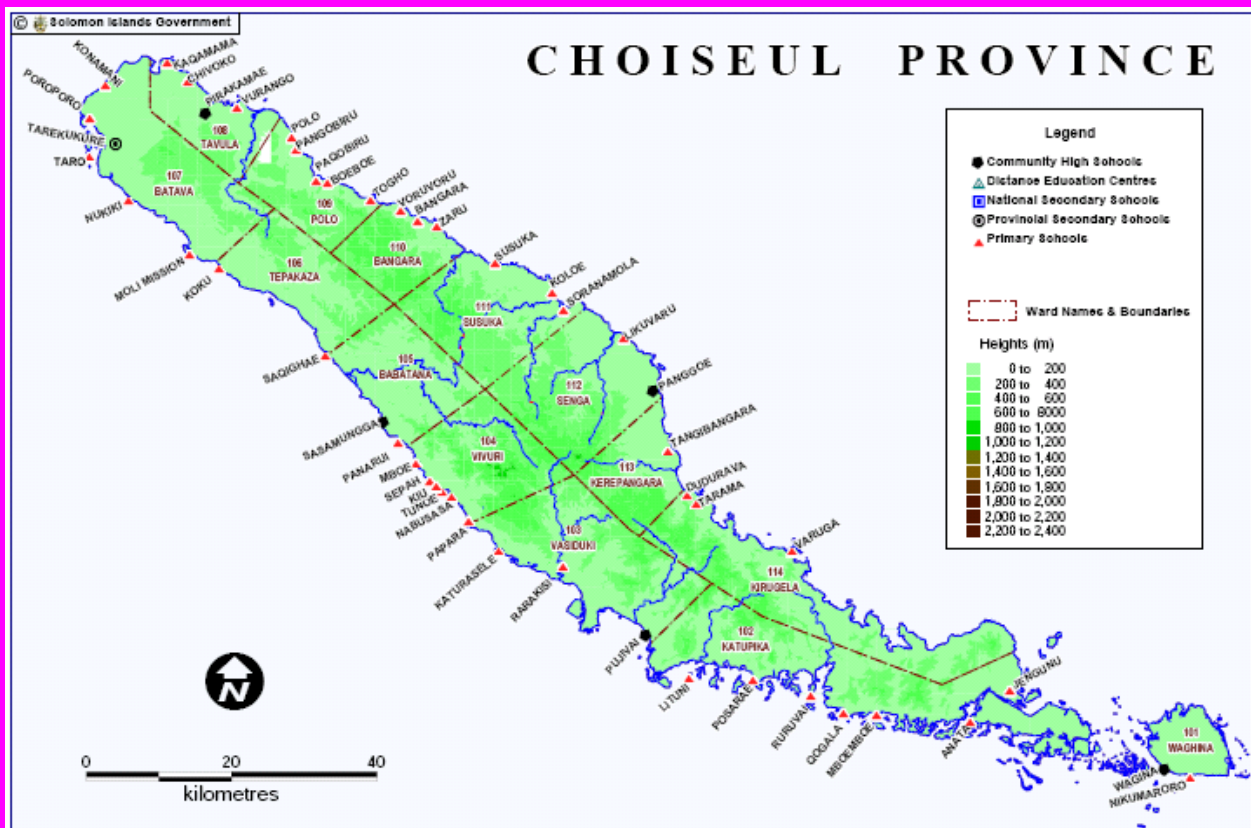 © Solomon Islands Government
CHOISEUL PROVINCE
KONAMANI
KAQAMAMA
CHIVOKO
PIRAKAMAE
VURANGO
POROPORO
TAREKUKURE
TARO
108
TAVULA
POLO
PANGOBIRU
PAQOBIRU
BOEBOE
107
BATAVA
NUKIKI
109
POLO
TOGHO
VORUVORU
BANGARA
ZARU
110
BANGARA
MOLI MISSION
KOKU
106
TEPAKAZA
SUSUKA
KOLOE
SORANAMOLA
111
SUSUKA
LIKUVARU
SAQIGHAE
105
BABATANA
112
SENGA
PANGGOE
SASAMUNGGA
PANARUI
MBOE
SEPAH
KIU
TUNOE
NABUSASA
104
VIVURI
TANGIBANGARA
113
KEREPANGARA
DUDURAVA
TARAMA
PAPARA
KATURASELE
103
VASIDUKI
RARAKISI
VARUGA
114
KIRUGELA
PUJIVAI
102
KATUPIKA
LITUNI
POSARAE
RURUVAI
QOGALA
MBOEMBOE
ANATA
JENGUNU
101
WAGHINA
WAGINA
NIKUMARORO
Legend
Community High Schools
Distance Education Centres
National Secondary Schools
Provincial Secondary Schools
Primary Schools
Ward Names & Boundaries
Heights (m)
0 to 200
200 to 400
400 to 600
600 to 8000
800 to 1,000
1,000 to 1,200
1,200 to 1,400
1,400 to 1,600
1,600 to 1,800
1,800 to 2,000
2,000 to 2,200
2,200 to 2,400
N
0 20 40
kilometres